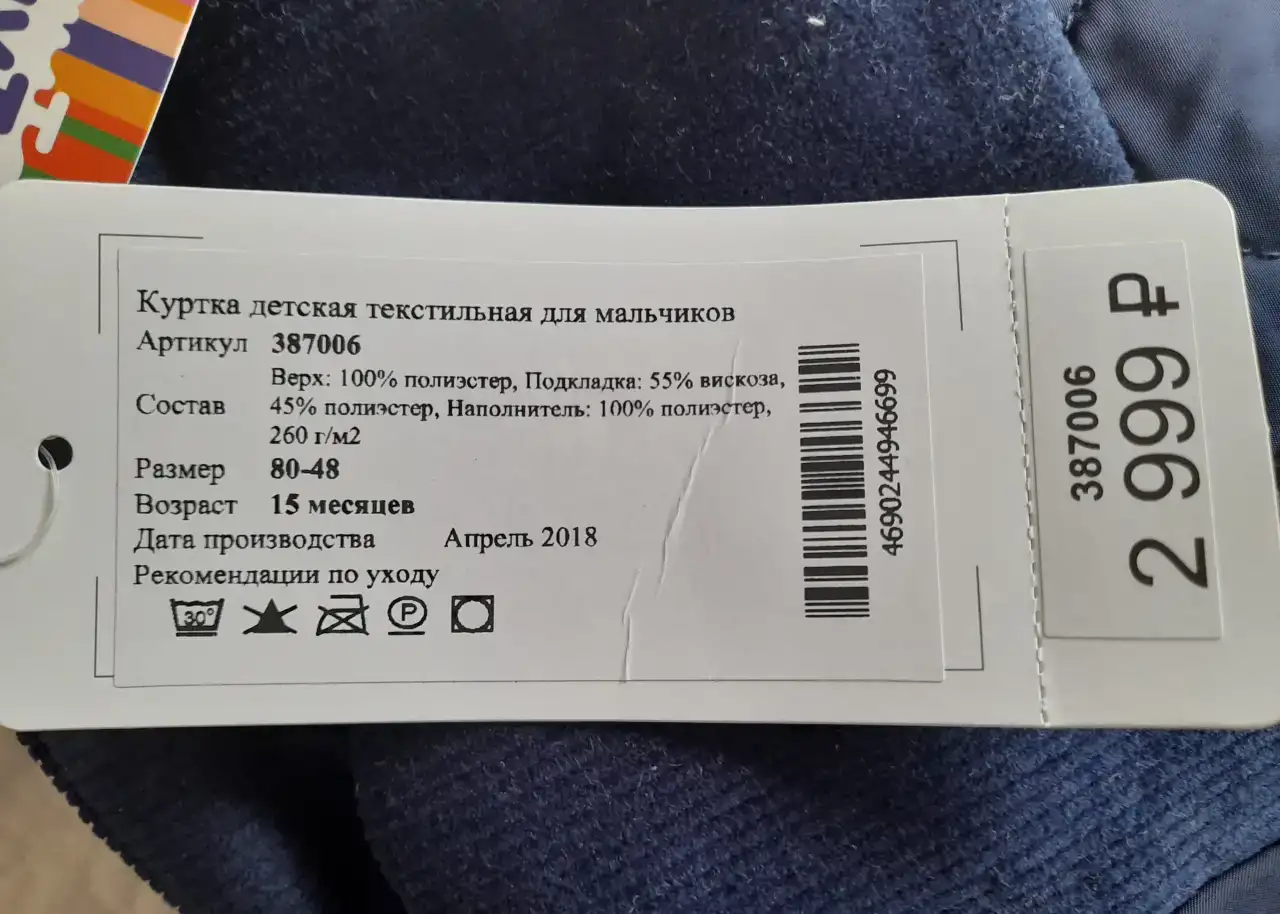 Куртка детская текстильная для мальчиков
Артикул 387006
Состав Верх: 100% полиэстер, Подкладка: 55% вискоза,
45% полиэстер, Наполнитель: 100% полиэстер,
260 г/м2
Размер 80-48
Возраст 15 месяцев
Дата производства Апрель 2018
Рекомендации по уходу
30° P
4690244946699
387006
2 999 ₽